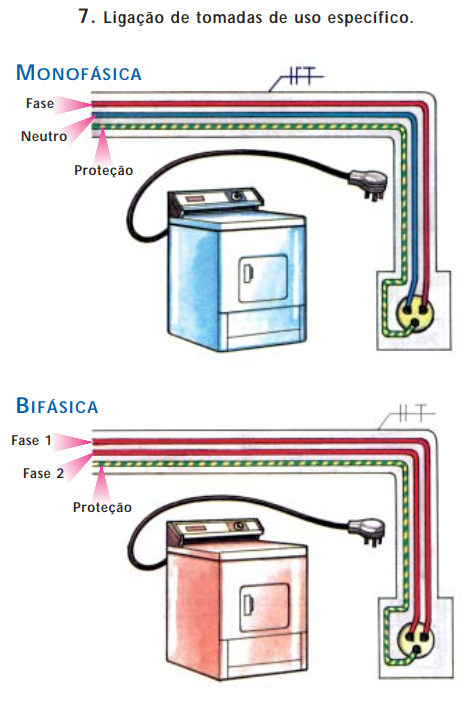 7. Ligação de tomadas de uso específico.
MONOFÁSICA
Fase
Neutro
Proteção
BIFÁSICA
Fase 1
Fase 2
Proteção